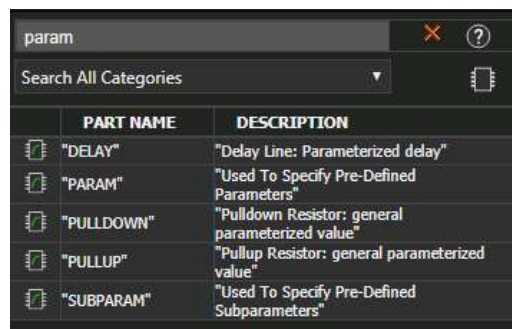 param
Search All Categories
PART NAME DESCRIPTION
"DELAY" "Delay Line: Parameterized delay"
"PARAM" "Used To Specify Pre-Defined
Parameters"
"PULLDOWN" "Pulldown Resistor: general
parameterized value"
"PULLUP" "Pullup Resistor: general parameterized
value"
"SUBPARAM" "Used To Specify Pre-Defined
Subparameters"